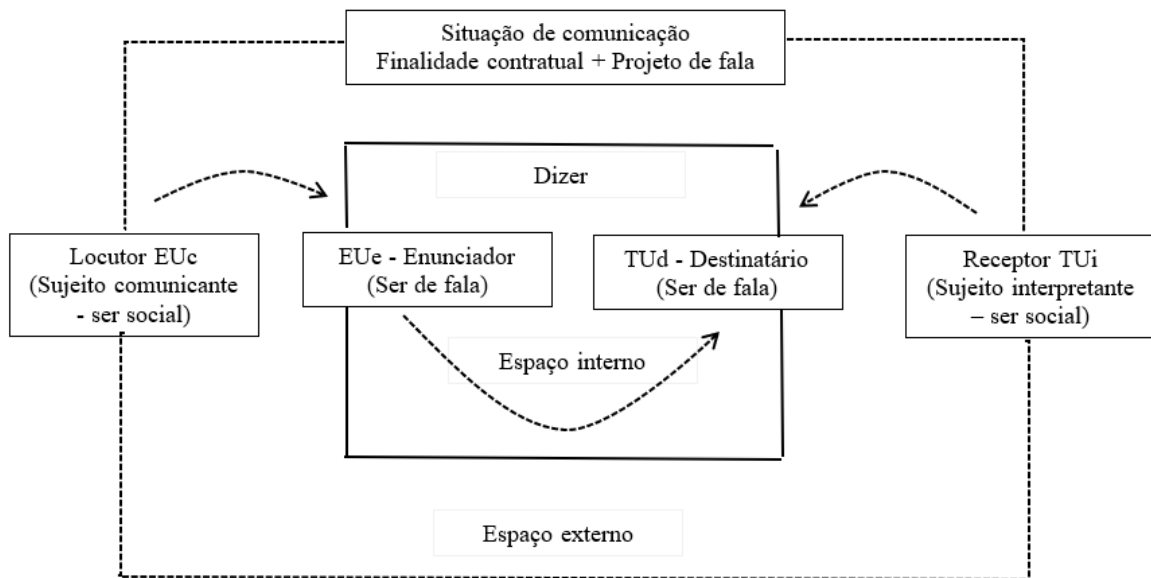 Situação de comunicação
Finalidade contratual + Projeto de fala
Dizer
Locutor EUc
(Sujeito comunicante
- ser social)
EUe - Enunciador
(Ser de fala)
TUd - Destinatário
(Ser de fala)
Receptor TUi
(Sujeito interpretante
– ser social)
Espaço interno
Espaço externo